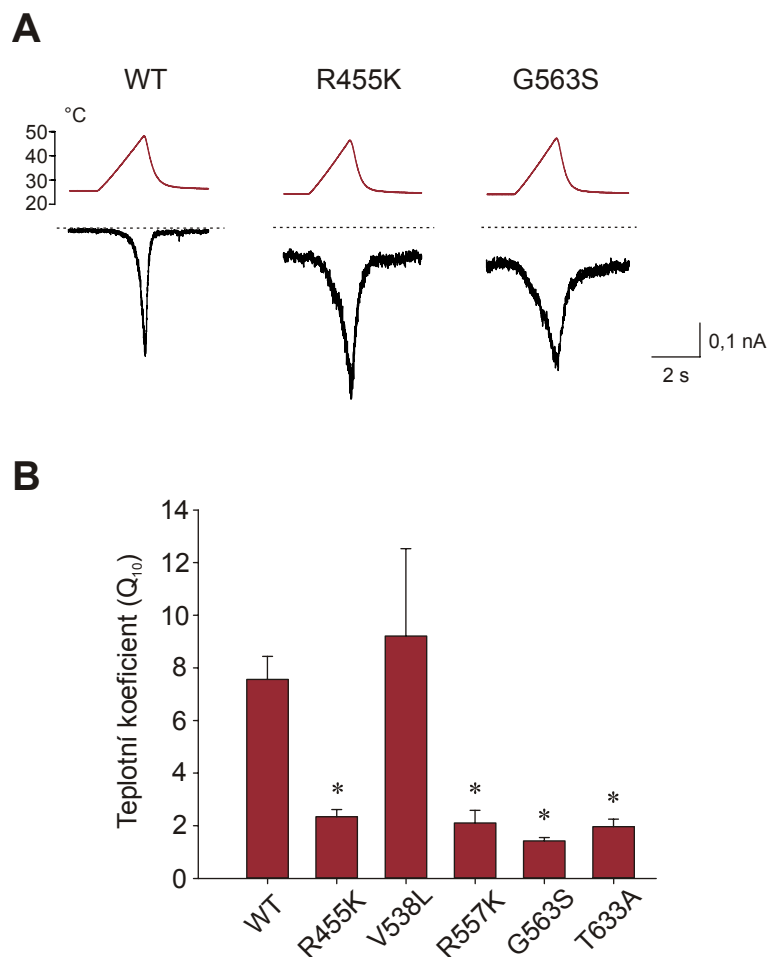 A
WT R455K G563S
°C
50
40
30
20
0,1 nA
2 s
B
Teplotní koeficient (Q10)
14
12
10
8
6
4
2
0
* * * *
WT R455K V538L R557K G563S T633A